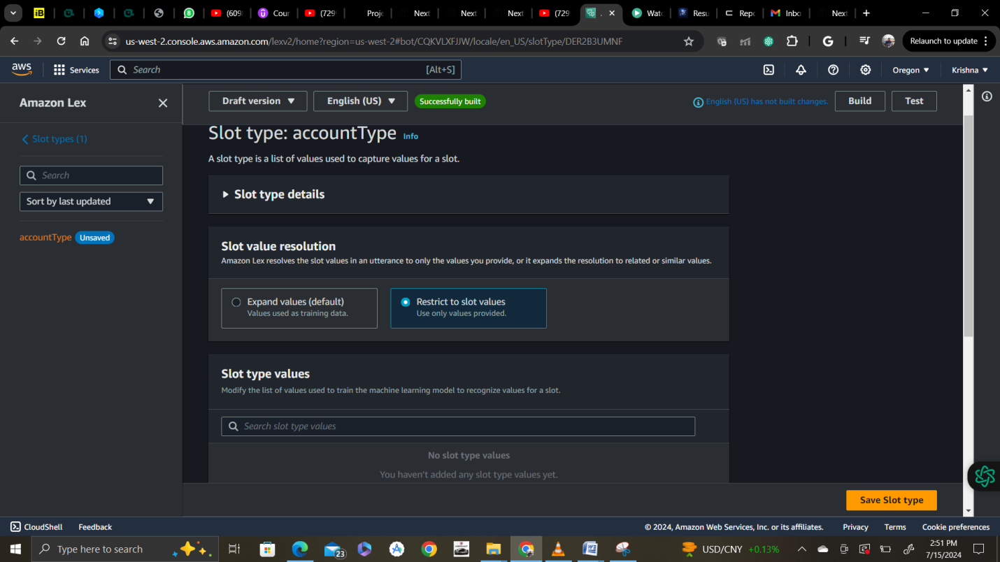 iB
(609
Cour
(729
Proje
Next
Next
Next
(729
.
Wat
Resu
Repo
Inbo
Next
us-west-2.console.aws.amazon.com/lexv2/home?region=us-west-2#bot/CQKVLXFJJW/locale/en_US/slotType/DER2B3UMNF
Relaunch to update
aws
Services
Search
[Alt+S]
Oregon
Krishna
Amazon Lex
Draft version
English (US)
Successfully built
English (US) has not built changes.
Build
Test
Slot types (1)
Search
Sort by last updated
accountType
Unsaved
Slot type: accountType
Info
A slot type is a list of values used to capture values for a slot.
Slot type details
Slot value resolution
Amazon Lex resolves the slot values in an utterance to only the values you provide, or it expands the resolution to related or similar values.
Expand values (default)
Values used as training data.
Restrict to slot values
Use only values provided.
Slot type values
Modify the list of values used to train the machine learning model to recognize values for a slot.
Search slot type values
No slot type values
You haven't added any slot type values yet.
Save Slot type
CloudShell
Feedback
© 2024, Amazon Web Services, Inc. or its affiliates.
Privacy
Terms
Cookie preferences
Type here to search
23
USD/CNY
+0.13%
2:51 PM
7/15/2024